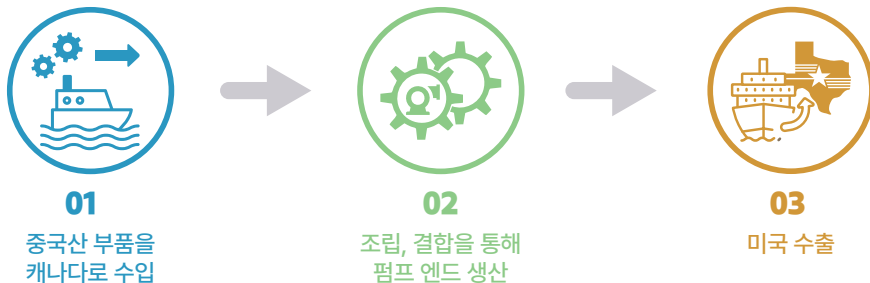 01
중국산 부품을
캐나다로 수입
02
조립, 결합을 통해
펌프 엔드 생산
03
미국 수출